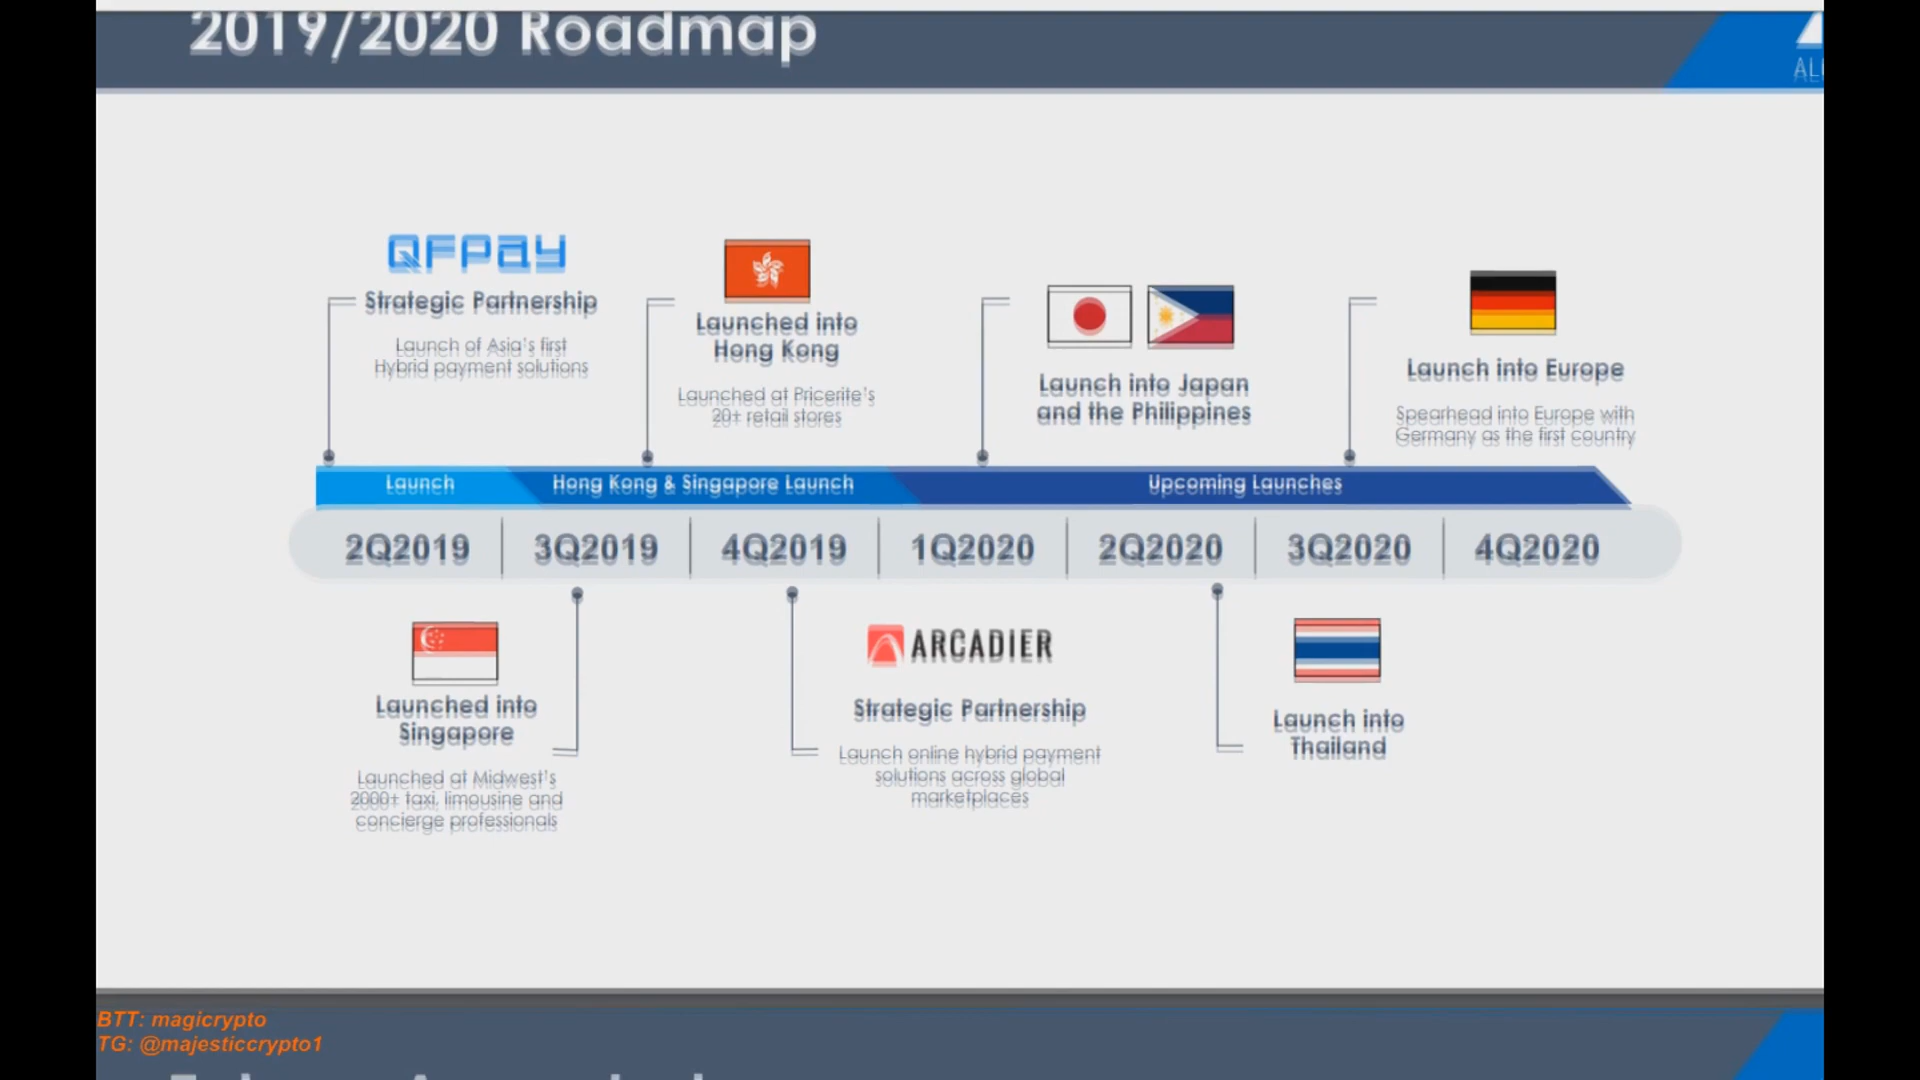 2019/2020 Roadmap
QFPay
Strategic Partnership
Launch of Asia's first
Hybrid payment solutions
Launched into
Hong Kong
Launched at Pricerite's
20+ retail stores
Launch into Japan
and the Philippines
Launch into Europe
Spearhead into Europe with
Germany as the first country
Launch
Hong Kong & Singapore Launch
Upcoming Launches
2Q2019
3Q2019
4Q2019
1Q2020
2Q2020
3Q2020
4Q2020
Launched into
Singapore
Launched at Midwest's
2000+ taxi, limousine and
concierge professionals
ARCADIER
Strategic Partnership
Launch online hybrid payment
solutions across global
marketplaces
Launch into
Thailand
BTT: magicrypto
TG: @majesticcrypto1